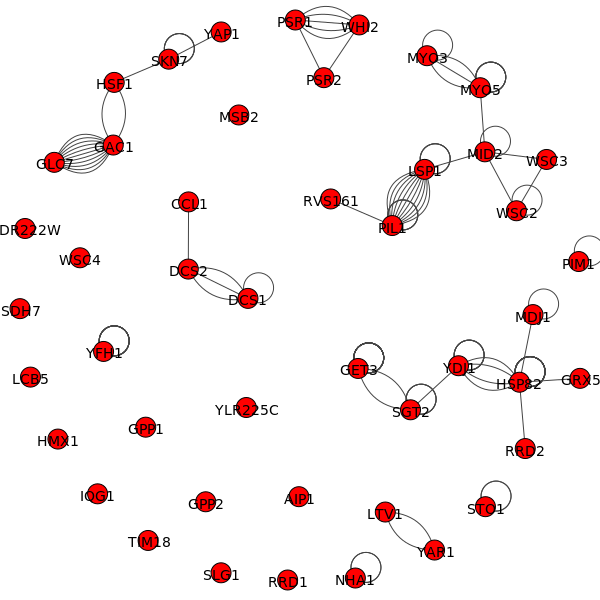 PSR1
WHI2
YAP1
MYO3
SKN7
PSR2
HSF1
MYO5
MSB2
GAC1
MID2
GLC7
WSC3
LSP1
RVS161
CCL1
WSC2
PIL1
DR222W
WSC4
PIM1
DCS2
DCS1
SDH7
MDJ1
YFH1
GET3
YDJ1
LCB5
HSP82
GRX5
YLR225C
SGT2
GPP1
HMX1
RRD2
IQG1
GPP2
AIP1
STO1
LTV1
TIM18
YAR1
SLG1
RRD1
NHA1